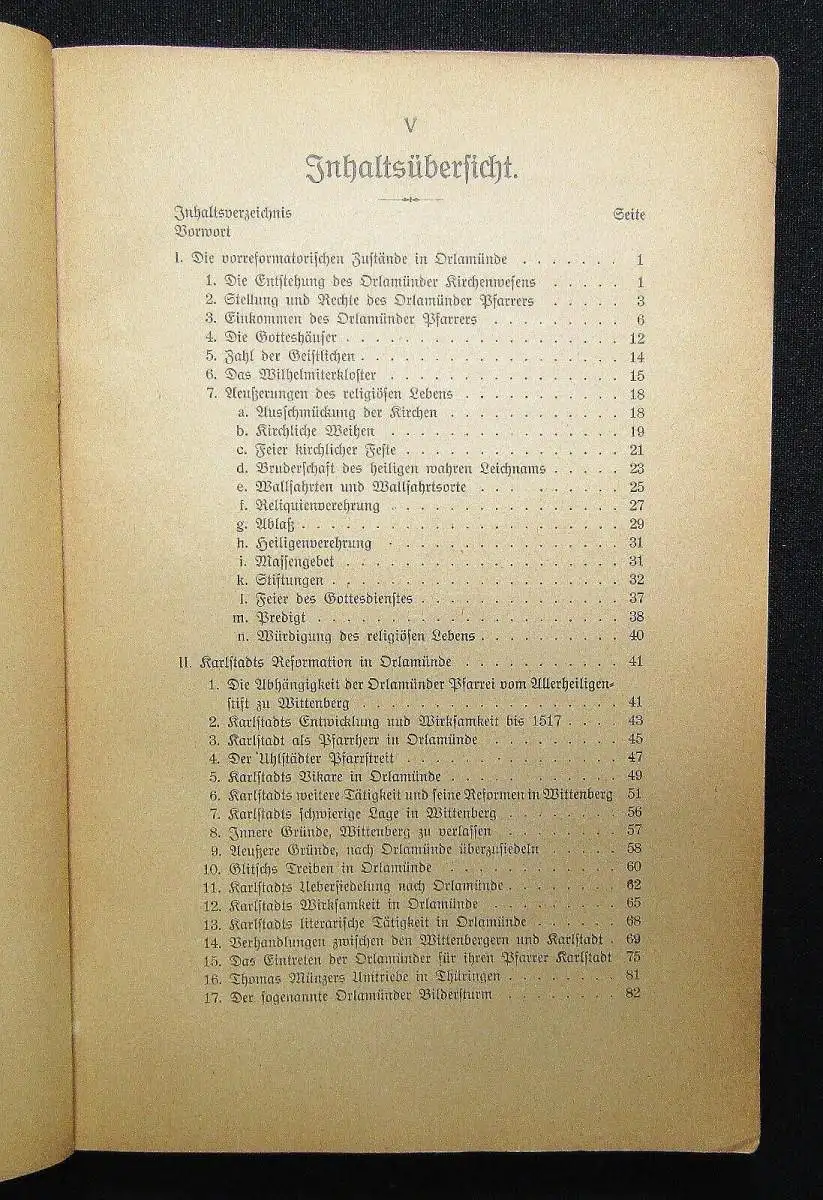 V
Inhaltsübersicht.
Inhaltsverzeichnis Seite
Vorwort
I. Die vorreformatorischen Zustände in Orlamünde . . . . . . . 1
1. Die Entstehung des Orlamünder Kirchenwesens . . . . . 1
2. Stellung und Rechte des Orlamünder Pfarrers . . . . . 3
3. Einkommen des Orlamünder Pfarrers . . . . . . . . . 6
4. Die Gotteshäuser . . . . . . . . . . . . . . . . . . 12
5. Zahl der Geistlichen . . . . . . . . . . . . . . . . . 14
6. Das Wilhelmiterkloster . . . . . . . . . . . . . . . 15
7. Aeußerungen des religiösen Lebens . . . . . . . . . . 18
a. Ausschmückung der Kirchen . . . . . . . . . . . 18
b. Kirchliche Weihen . . . . . . . . . . . . . . . 19
c. Feier kirchlicher Feste . . . . . . . . . . . . . 21
d. Bruderschaft des heiligen wahren Leichnams . . . . . 23
e. Wallfahrten und Wallfahrtsorte . . . . . . . . . 25
f. Reliquienverehrung . . . . . . . . . . . . . . . 27
g. Ablaß . . . . . . . . . . . . . . . . . . . . 29
h. Heiligenverehrung . . . . . . . . . . . . . . . 31
i. Massengebet . . . . . . . . . . . . . . . . . 31
k. Stiftungen . . . . . . . . . . . . . . . . . . 32
l. Feier des Gottesdienstes . . . . . . . . . . . . . 37
m. Predigt . . . . . . . . . . . . . . . . . . . 38
n. Würdigung des religiösen Lebens . . . . . . . . . 40
II. Karlstadts Reformation in Orlamünde . . . . . . . . . . 41
1. Die Abhängigkeit der Orlamünder Pfarrei vom Allerheiligen-
stift zu Wittenberg . . . . . . . . . . . . . . . . . 41
2. Karlstadts Entwicklung und Wirksamkeit bis 1517 . . . . 43
3. Karlstadt als Pfarrherr in Orlamünde . . . . . . . . . 45
4. Der Uhlstädter Pfarrstreit . . . . . . . . . . . . . . 47
5. Karlstadts Vikare in Orlamünde . . . . . . . . . . . 49
6. Karlstadts weitere Tätigkeit und seine Reformen in Wittenberg 51
7. Karlstadts schwierige Lage in Wittenberg . . . . . . . . 56
8. Innere Gründe, Wittenberg zu verlassen . . . . . . . . 57
9. Aeußere Gründe, nach Orlamünde überzusiedeln . . . . . 58
10. Glitschs Treiben in Orlamünde . . . . . . . . . . . . 60
11. Karlstadts Uebersiedelung nach Orlamünde . . . . . . . . 62
12. Karlstadts Wirksamkeit in Orlamünde . . . . . . . . . 65
13. Karlstadts literarische Tätigkeit in Orlamünde . . . . . . 68
14. Verhandlungen zwischen den Wittenbergern und Karlstadt . 69
15. Das Eintreten der Orlamünder für ihren Pfarrer Karlstadt 75
16. Thomas Münzers Umtriebe in Thüringen . . . . . . . . 81
17. Der sogenannte Orlamünder Bildersturm . . . . . . . . 82